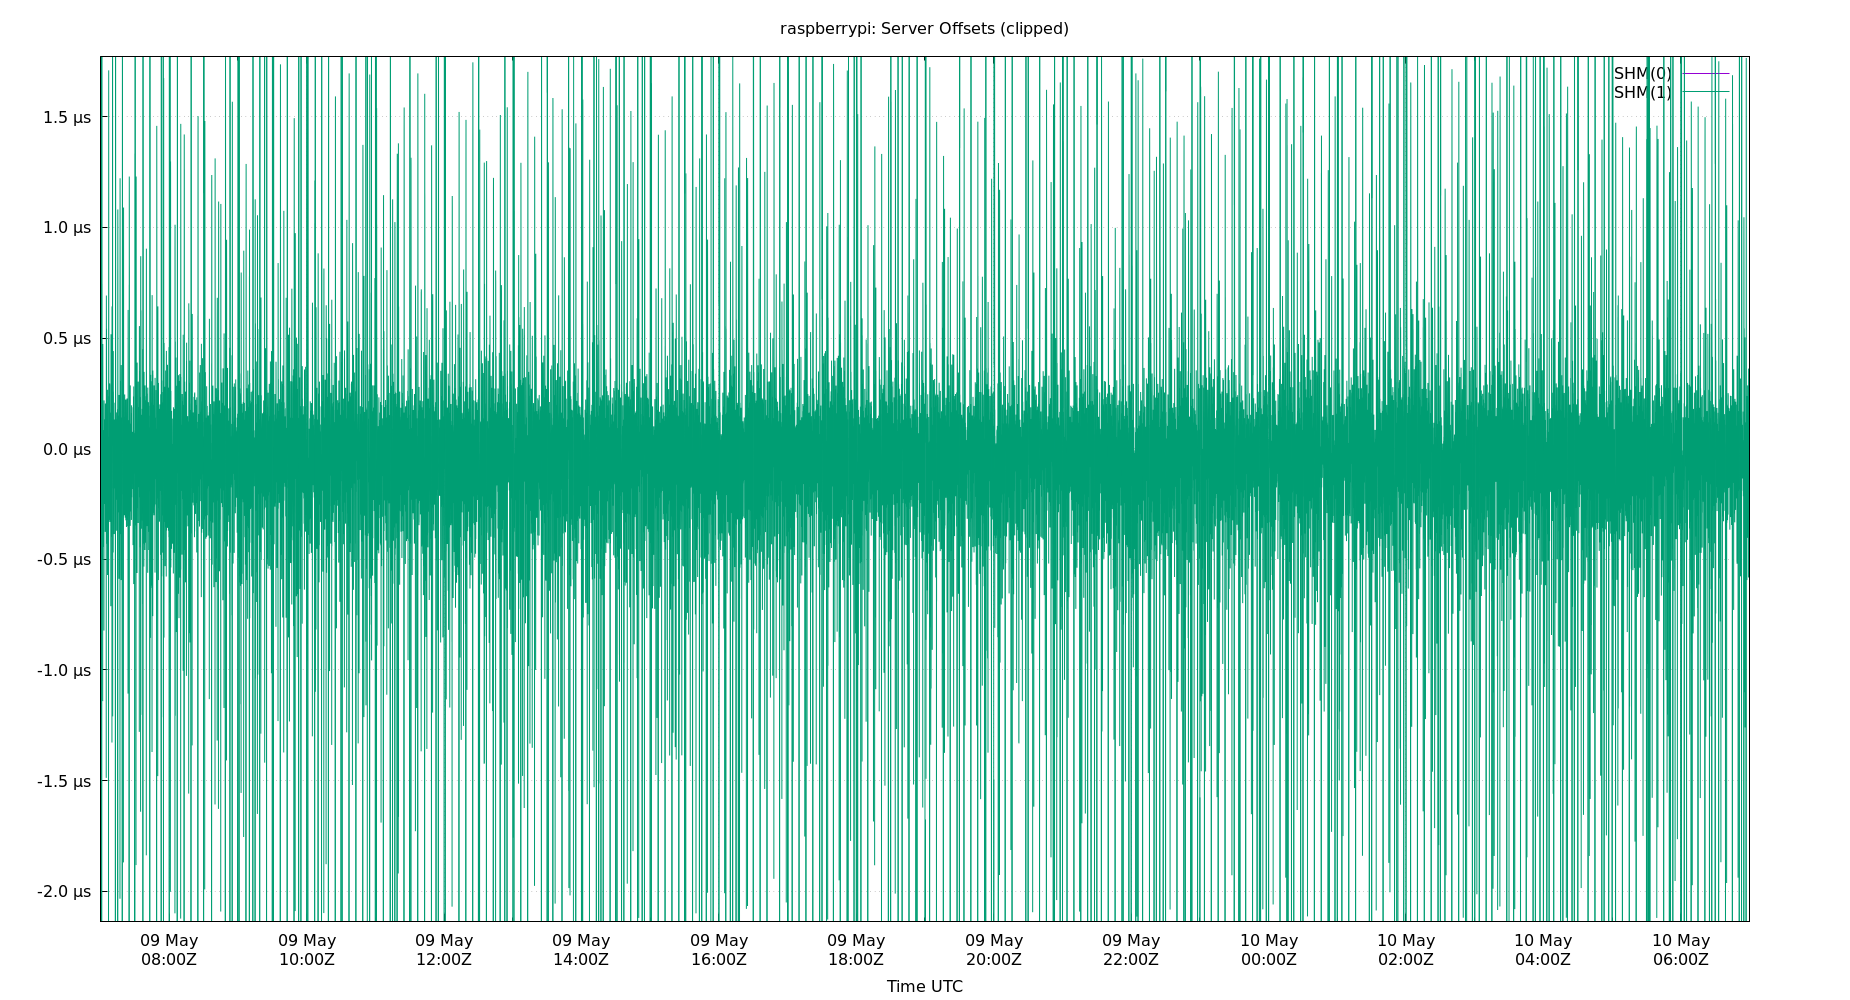 raspberrypi: Server Offsets (clipped)
SHM(0)
SHM(1)
1.5 µs
1.0 µs
0.5 µs
0.0 µs
-0.5 µs
-1.0 µs
-1.5 µs
-2.0 µs
09 May 09 May 09 May 09 May 09 May 09 May 09 May 09 May 10 May 10 May 10 May 10 May
08:00Z 10:00Z 12:00Z 14:00Z 16:00Z 18:00Z 20:00Z 22:00Z 00:00Z 02:00Z 04:00Z 06:00Z
Time UTC